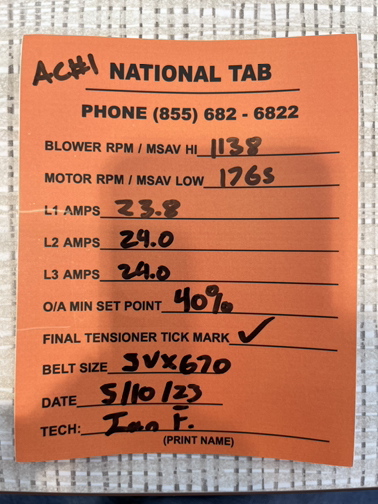 AC#1 NATIONAL TAB
PHONE (855) 682 - 6822
BLOWER RPM / MSAV HI 1138
MOTOR RPM / MSAV LOW 1765
L1 AMPS 23.8
L2 AMPS 24.0
L3 AMPS 24.0
O/A MIN SET POINT 40%
FINAL TENSIONER TICK MARK ✓
BELT SIZE 5VX670
DATE 5/10/23
TECH: Ian F.
(PRINT NAME)